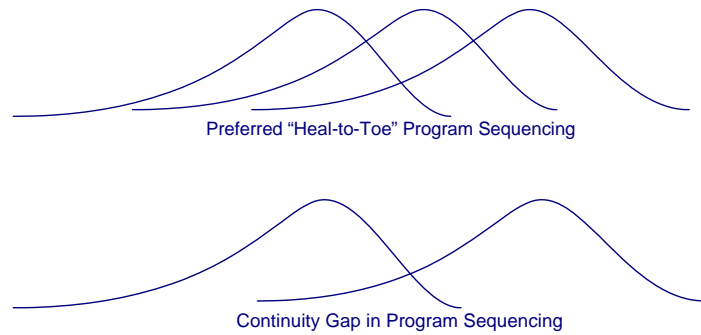 Preferred “Heal-to-Toe” Program Sequencing
Continuity Gap in Program Sequencing